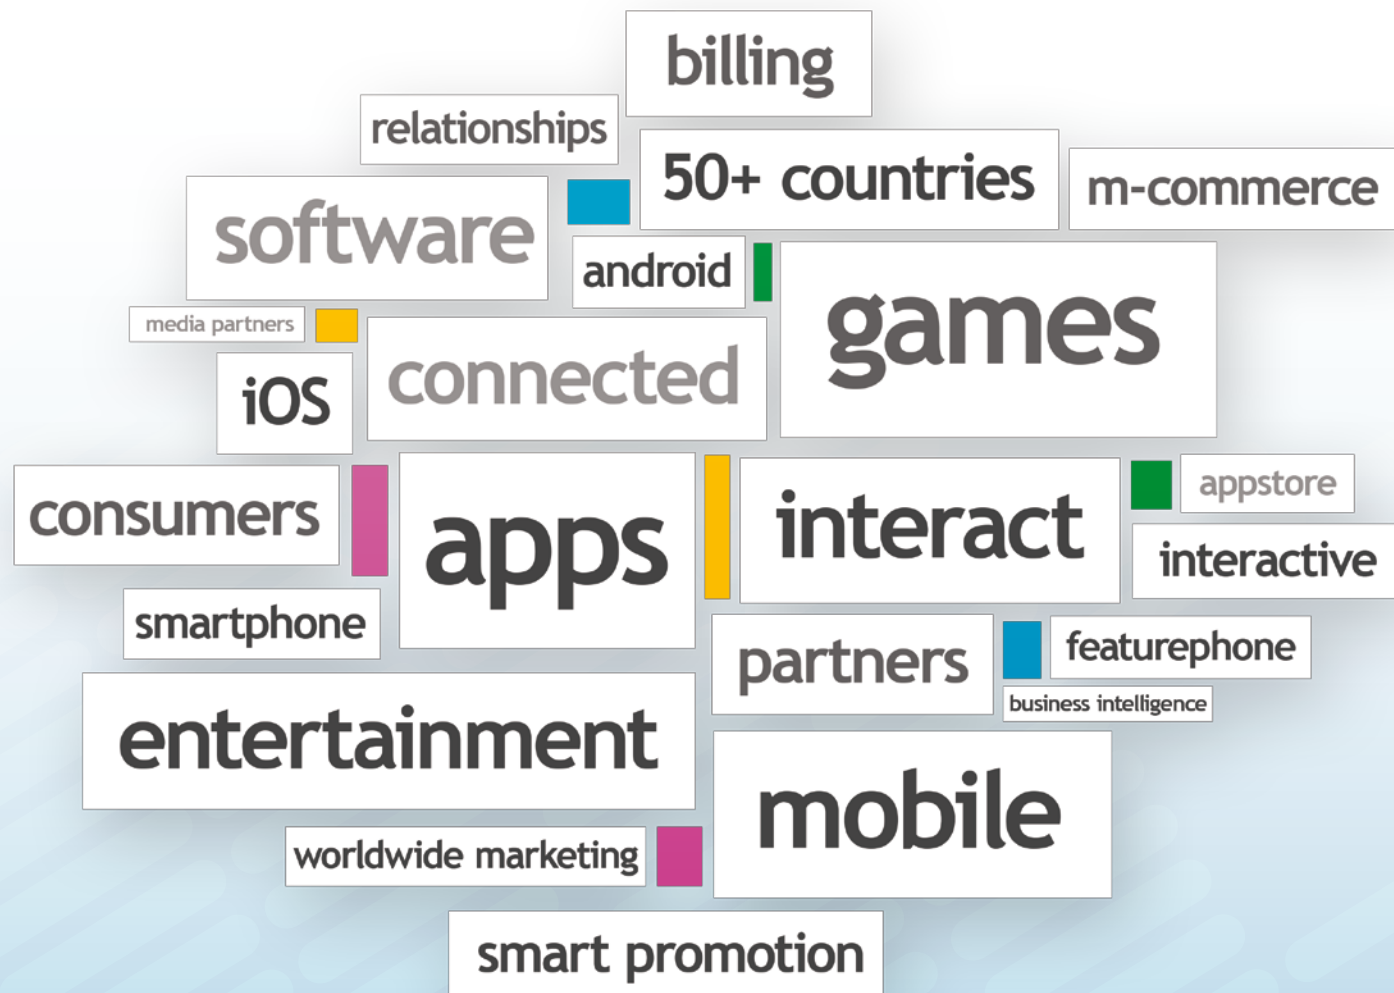 billing
relationships
50+ countries
m-commerce
software
android
games
media partners
connected
iOS
consumers
apps
interact
appstore
interactive
smartphone
partners
featurephone
business intelligence
entertainment
mobile
worldwide marketing
smart promotion